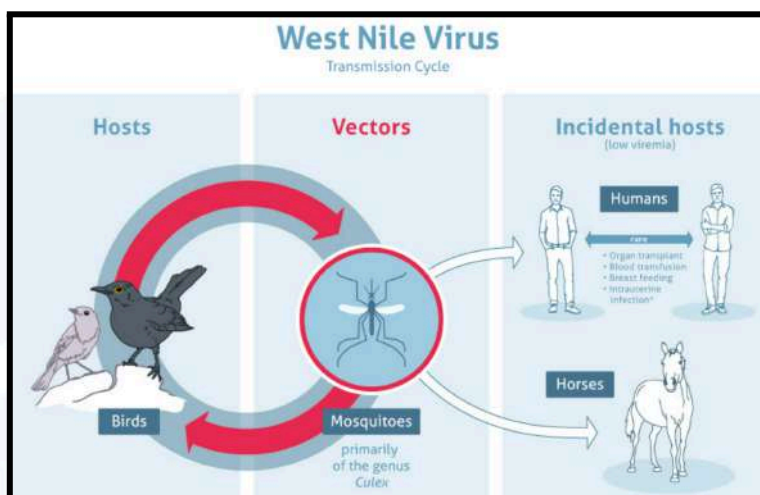 West Nile Virus
Transmission Cycle
Hosts
Vectors
Incidental hosts
(low viremia)
Humans
rare
• Organ transplant
• Blood transfusion
• Breast feeding
• Intraurerine
infection*
Horses
Birds
Mosquitoes
primarily
of the genus
Culex